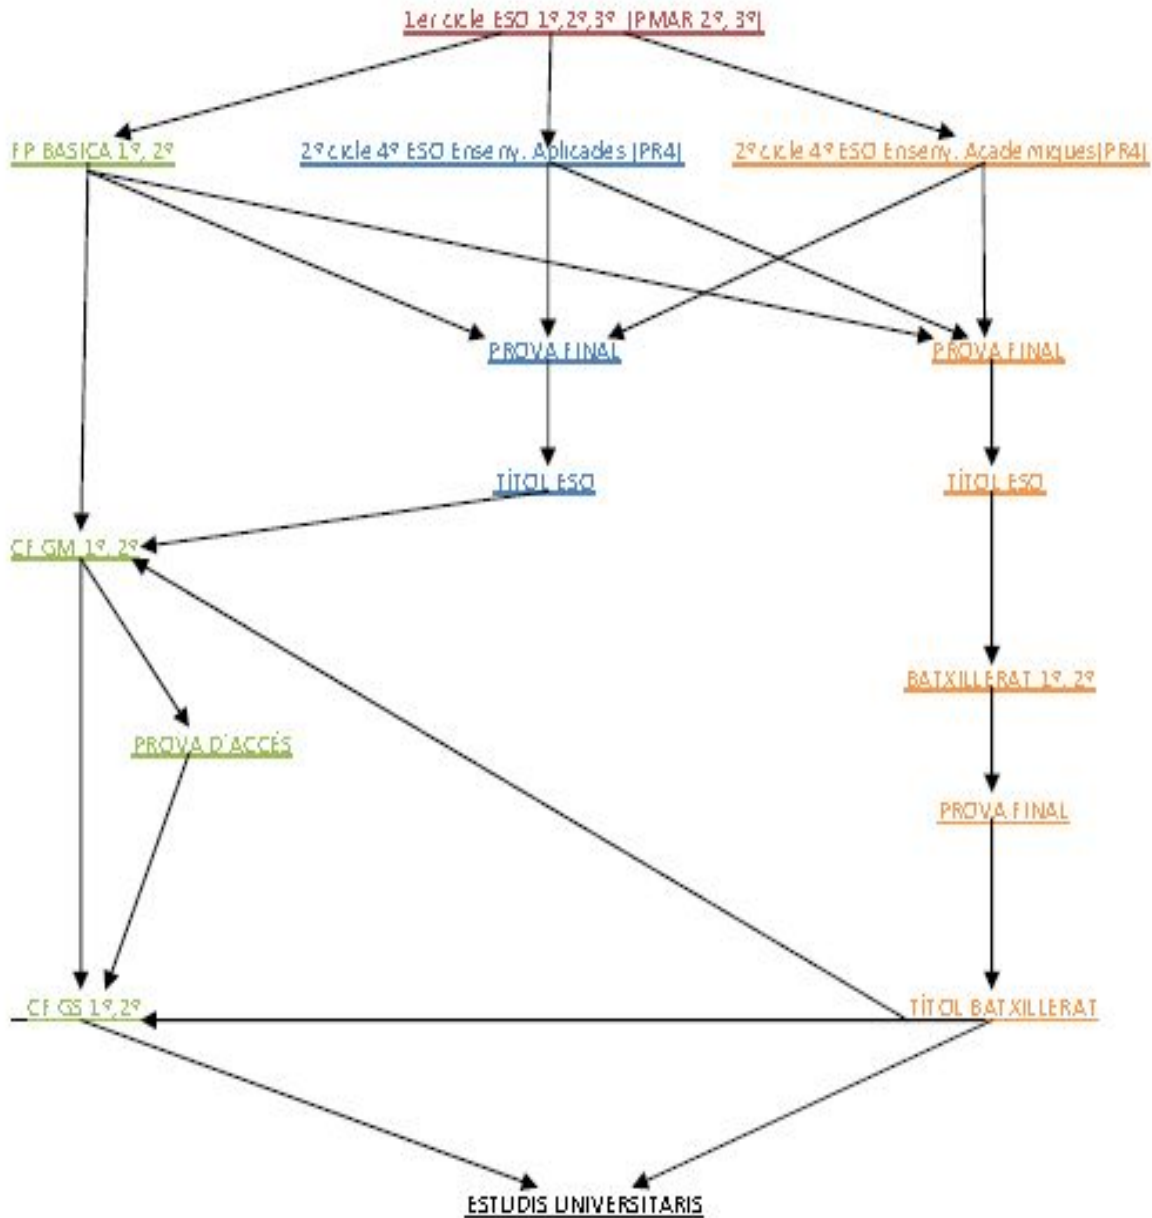 1er cicle ESO 1º,2º,3º (PMAR 2º, 3º)
FP BASICA 1º, 2º
2º cicle 4º ESO Enseny. Aplicades (PR4)
2º cicle 4º ESO Enseny. Academiques(PR4)
PROVA FINAL
PROVA FINAL
TÍTOL ESO
TÍTOL ESO
CF GM 1º, 2º
BATXILLERAT 1º, 2º
PROVA D'ACCÉS
PROVA FINAL
CF GS 1º,2º
TÍTOL BATXILLERAT
ESTUDIS UNIVERSITARIS